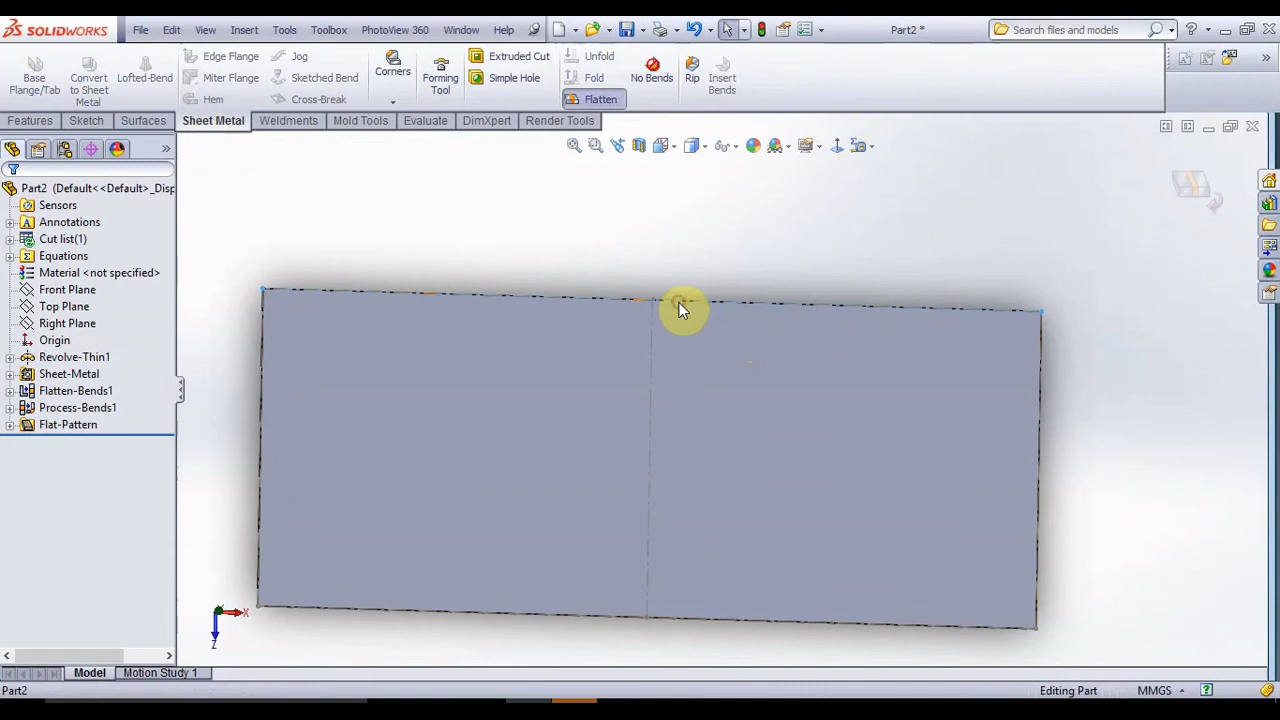 SOLIDWORKS File Edit View Insert Tools Toolbox PhotoView 360 Window Help Part2 * Search files and models
Base Flange/Tab
Convert to Sheet Metal
Lofted-Bend
Edge Flange
Miter Flange
Hem
Jog
Sketched Bend
Cross-Break
Corners
Forming Tool
Extruded Cut
Simple Hole
Unfold
Fold
Flatten
No Bends
Rip
Insert Bends
Features Sketch Surfaces Sheet Metal Weldments Mold Tools Evaluate DimXpert Render Tools
Part2 (Default<<Default>_Disp
Sensors
Annotations
Cut list(1)
Equations
Material <not specified>
Front Plane
Top Plane
Right Plane
Origin
Revolve-Thin1
Sheet-Metal
Flatten-Bends1
Process-Bends1
Flat-Pattern
X
Z
Model Motion Study 1
Part2 Editing Part MMGS